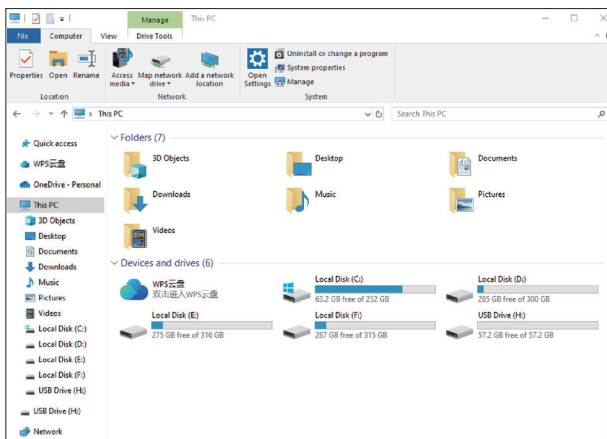 Manage
This PC
File
Computer
View
Drive Tools
Properties
Open
Rename
Access media
Map network drive
Add a network location
Open Settings
Uninstall or change a program
System properties
Manage
Location
Network
System
This PC
Search This PC
Quick access
WPS云盘
OneDrive - Personal
This PC
3D Objects
Desktop
Documents
Downloads
Music
Pictures
Videos
Local Disk (C:)
Local Disk (D:)
Local Disk (E:)
Local Disk (F:)
USB Drive (H:)
USB Drive (H:)
Network
Folders (7)
3D Objects
Desktop
Documents
Downloads
Music
Pictures
Videos
Devices and drives (6)
WPS云盘
双击进入WPS云盘
Local Disk (C:)
63.2 GB free of 232 GB
Local Disk (D:)
285 GB free of 300 GB
Local Disk (E:)
275 GB free of 316 GB
Local Disk (F:)
287 GB free of 315 GB
USB Drive (H:)
57.2 GB free of 57.2 GB